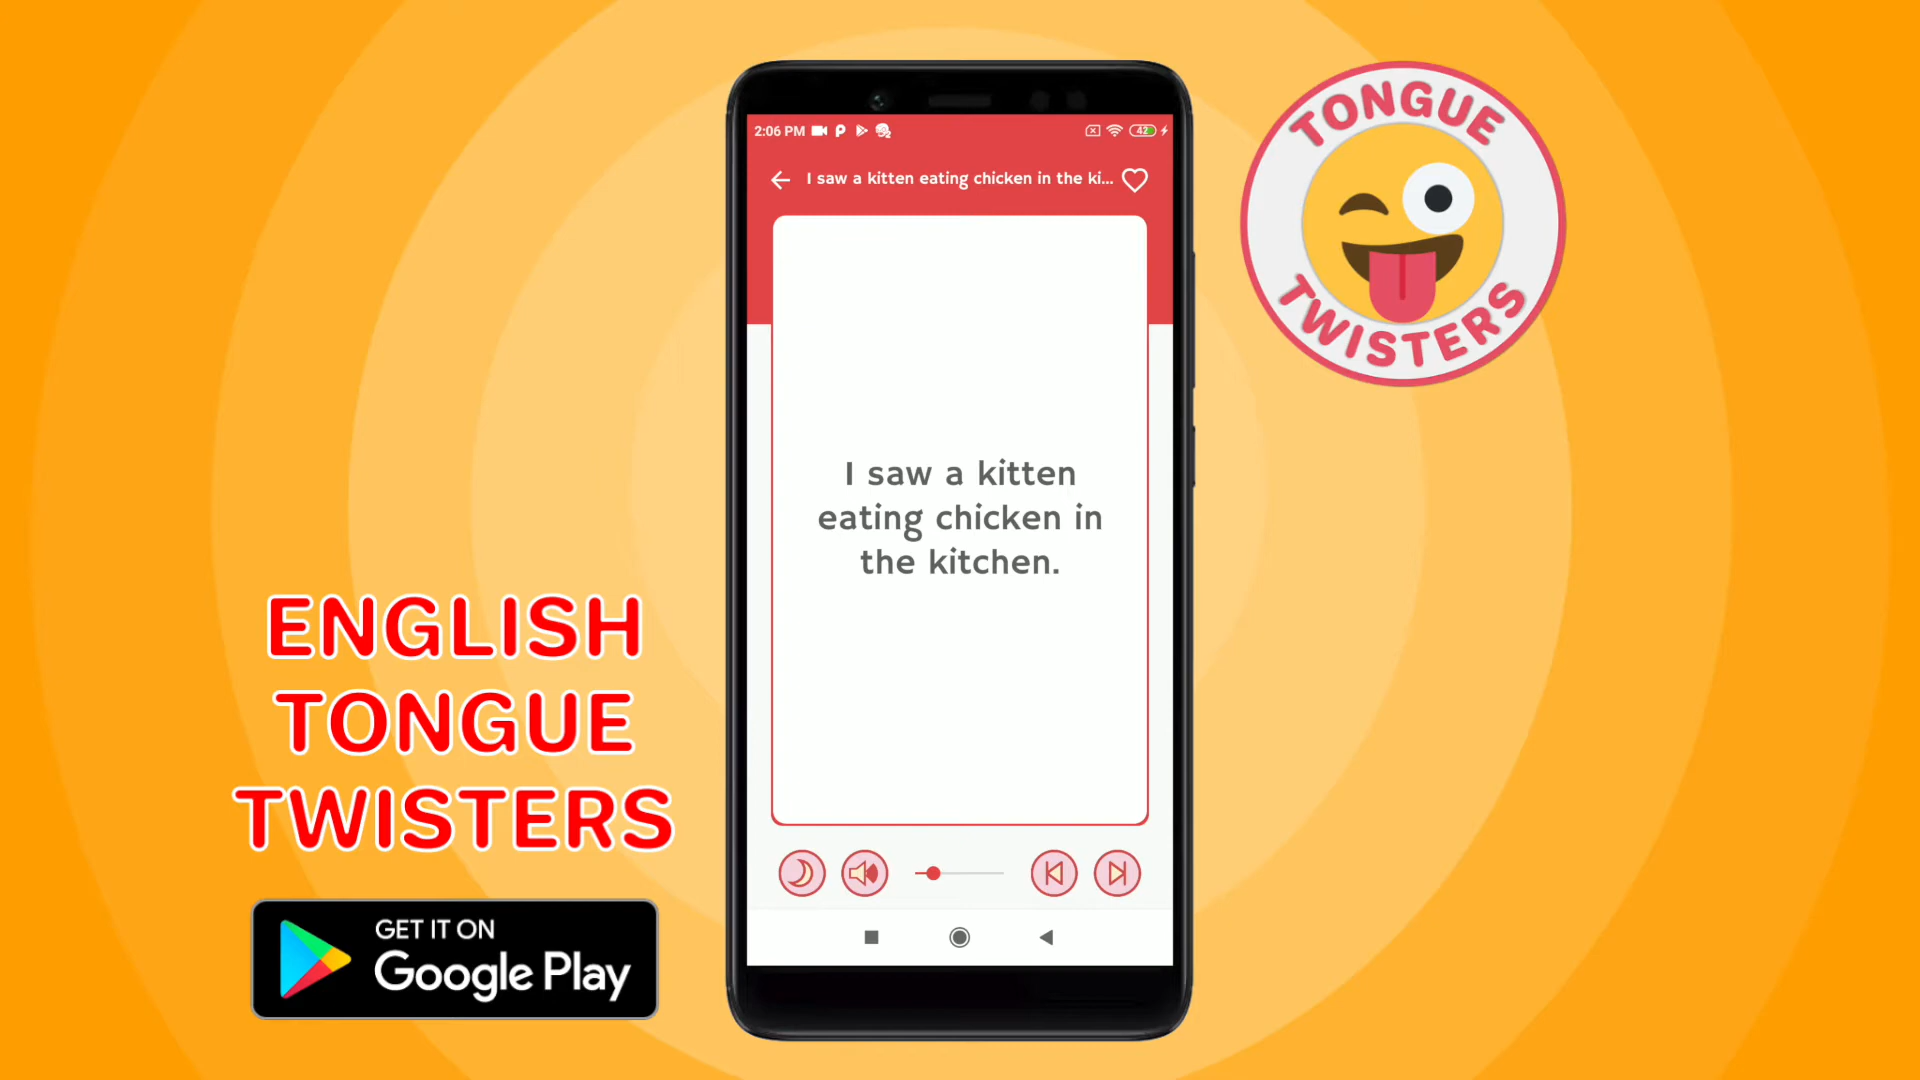 2:06 PM
42
I saw a kitten eating chicken in the ki...
I saw a kitten
eating chicken in
the kitchen.
TONGUE
TWISTERS
ENGLISH
TONGUE
TWISTERS
GET IT ON
Google Play